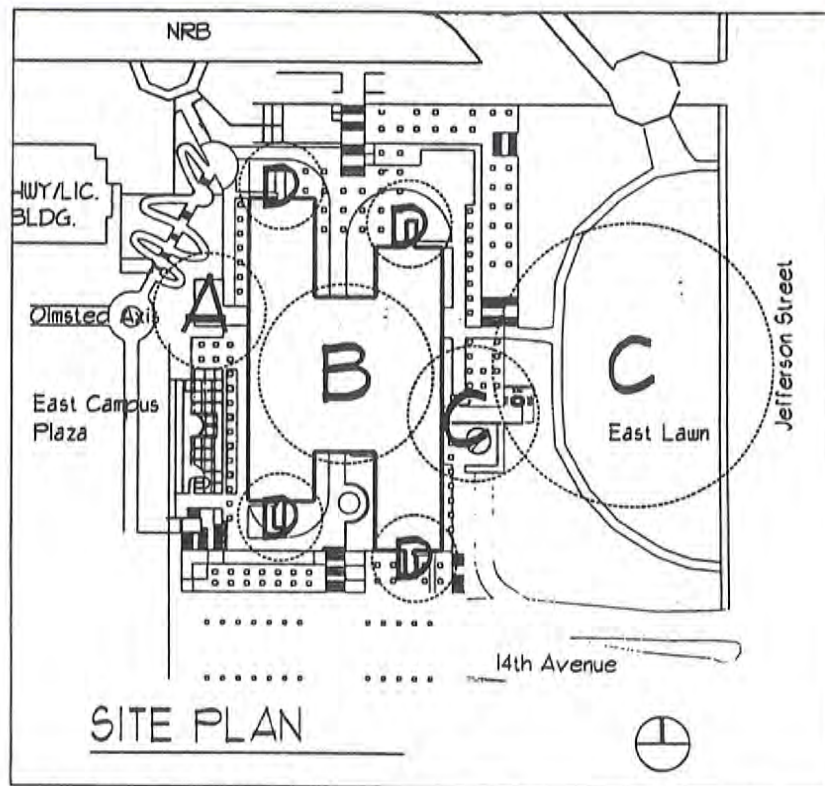 NRB
HWY/LIC.
BLDG.
D
D
A
Olmsted Axis
B
C
Jefferson Street
East Campus
Plaza
C
East Lawn
D
D
14th Avenue
SITE PLAN